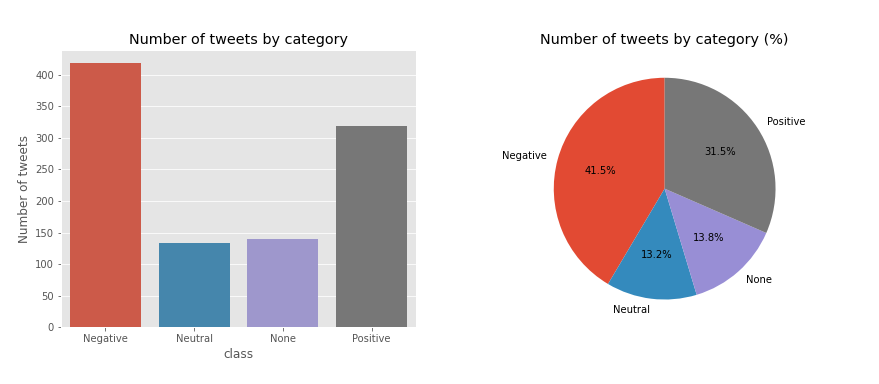 Number of tweets by category
Number of tweets
400
350
300
250
200
150
100
50
0
Negative
Neutral
None
Positive
class
Number of tweets by category (%)
Positive
31.5%
Negative
41.5%
13.8%
13.2%
None
Neutral